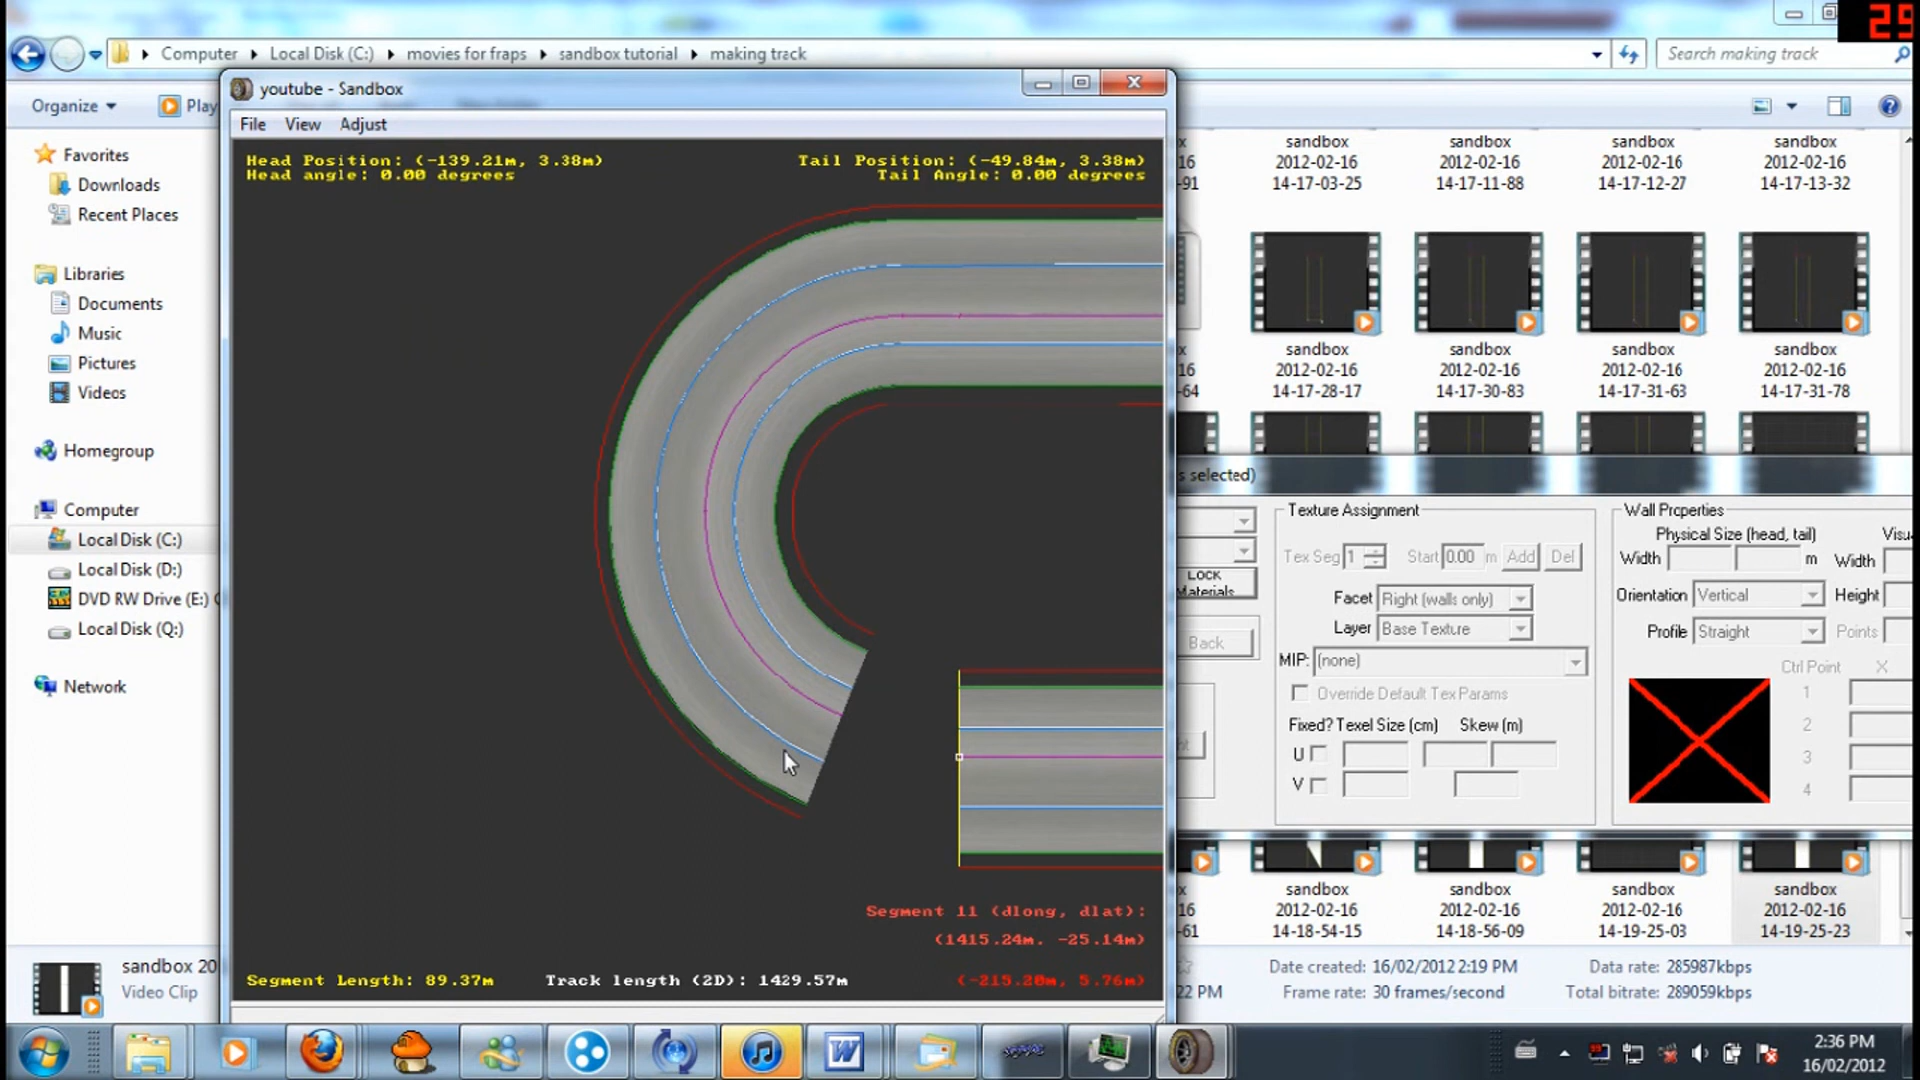 29
Computer
Local Disk (C:)
movies for fraps
sandbox tutorial
making track
Search making track
Organize
Play
youtube - Sandbox
File View Adjust
Head Position: (-139.21m, 3.38m)
Head angle: 0.00 degrees
Tail Position: (-49.84m, 3.38m)
Tail Angle: 0.00 degrees
Segment 11 (dlong, dlat):
(1415.24m. -25.14m)
Segment Length: 89.37m
Track length (2D): 1429.57m
(-215.20m, 5.76m)
Favorites
Downloads
Recent Places
Libraries
Documents
Music
Pictures
Videos
Homegroup
Computer
Local Disk (C:)
Local Disk (D:)
DVD RW Drive (E:)
Local Disk (Q:)
Network
x
16
-91
sandbox
2012-02-16
14-17-03-25
sandbox
2012-02-16
14-17-11-88
sandbox
2012-02-16
14-17-12-27
sandbox
2012-02-16
14-17-13-32
x
16
-64
sandbox
2012-02-16
14-17-28-17
sandbox
2012-02-16
14-17-30-83
sandbox
2012-02-16
14-17-31-63
sandbox
2012-02-16
14-17-31-78
s selected)
LOCK
Materials
Back
Texture Assignment
Tex Seg 1 Start 0.00 m Add Del
Facet Right (walls only)
Layer Base Texture
MIP: (none)
Override Default Tex Params
Fixed? Texel Size (cm) Skew (m)
U
V
Wall Properties
Physical Size (head, tail)
Width m Width
Orientation Vertical Height
Profile Straight Points
Ctrl Point X
1
2
3
4
x
16
-61
sandbox
2012-02-16
14-18-54-15
sandbox
2012-02-16
14-18-56-09
sandbox
2012-02-16
14-19-25-03
sandbox
2012-02-16
14-19-25-23
sandbox 20
Video Clip
22 PM
Date created: 16/02/2012 2:19 PM
Frame rate: 30 frames/second
Data rate: 285987kbps
Total bitrate: 289059kbps
2:36 PM
16/02/2012